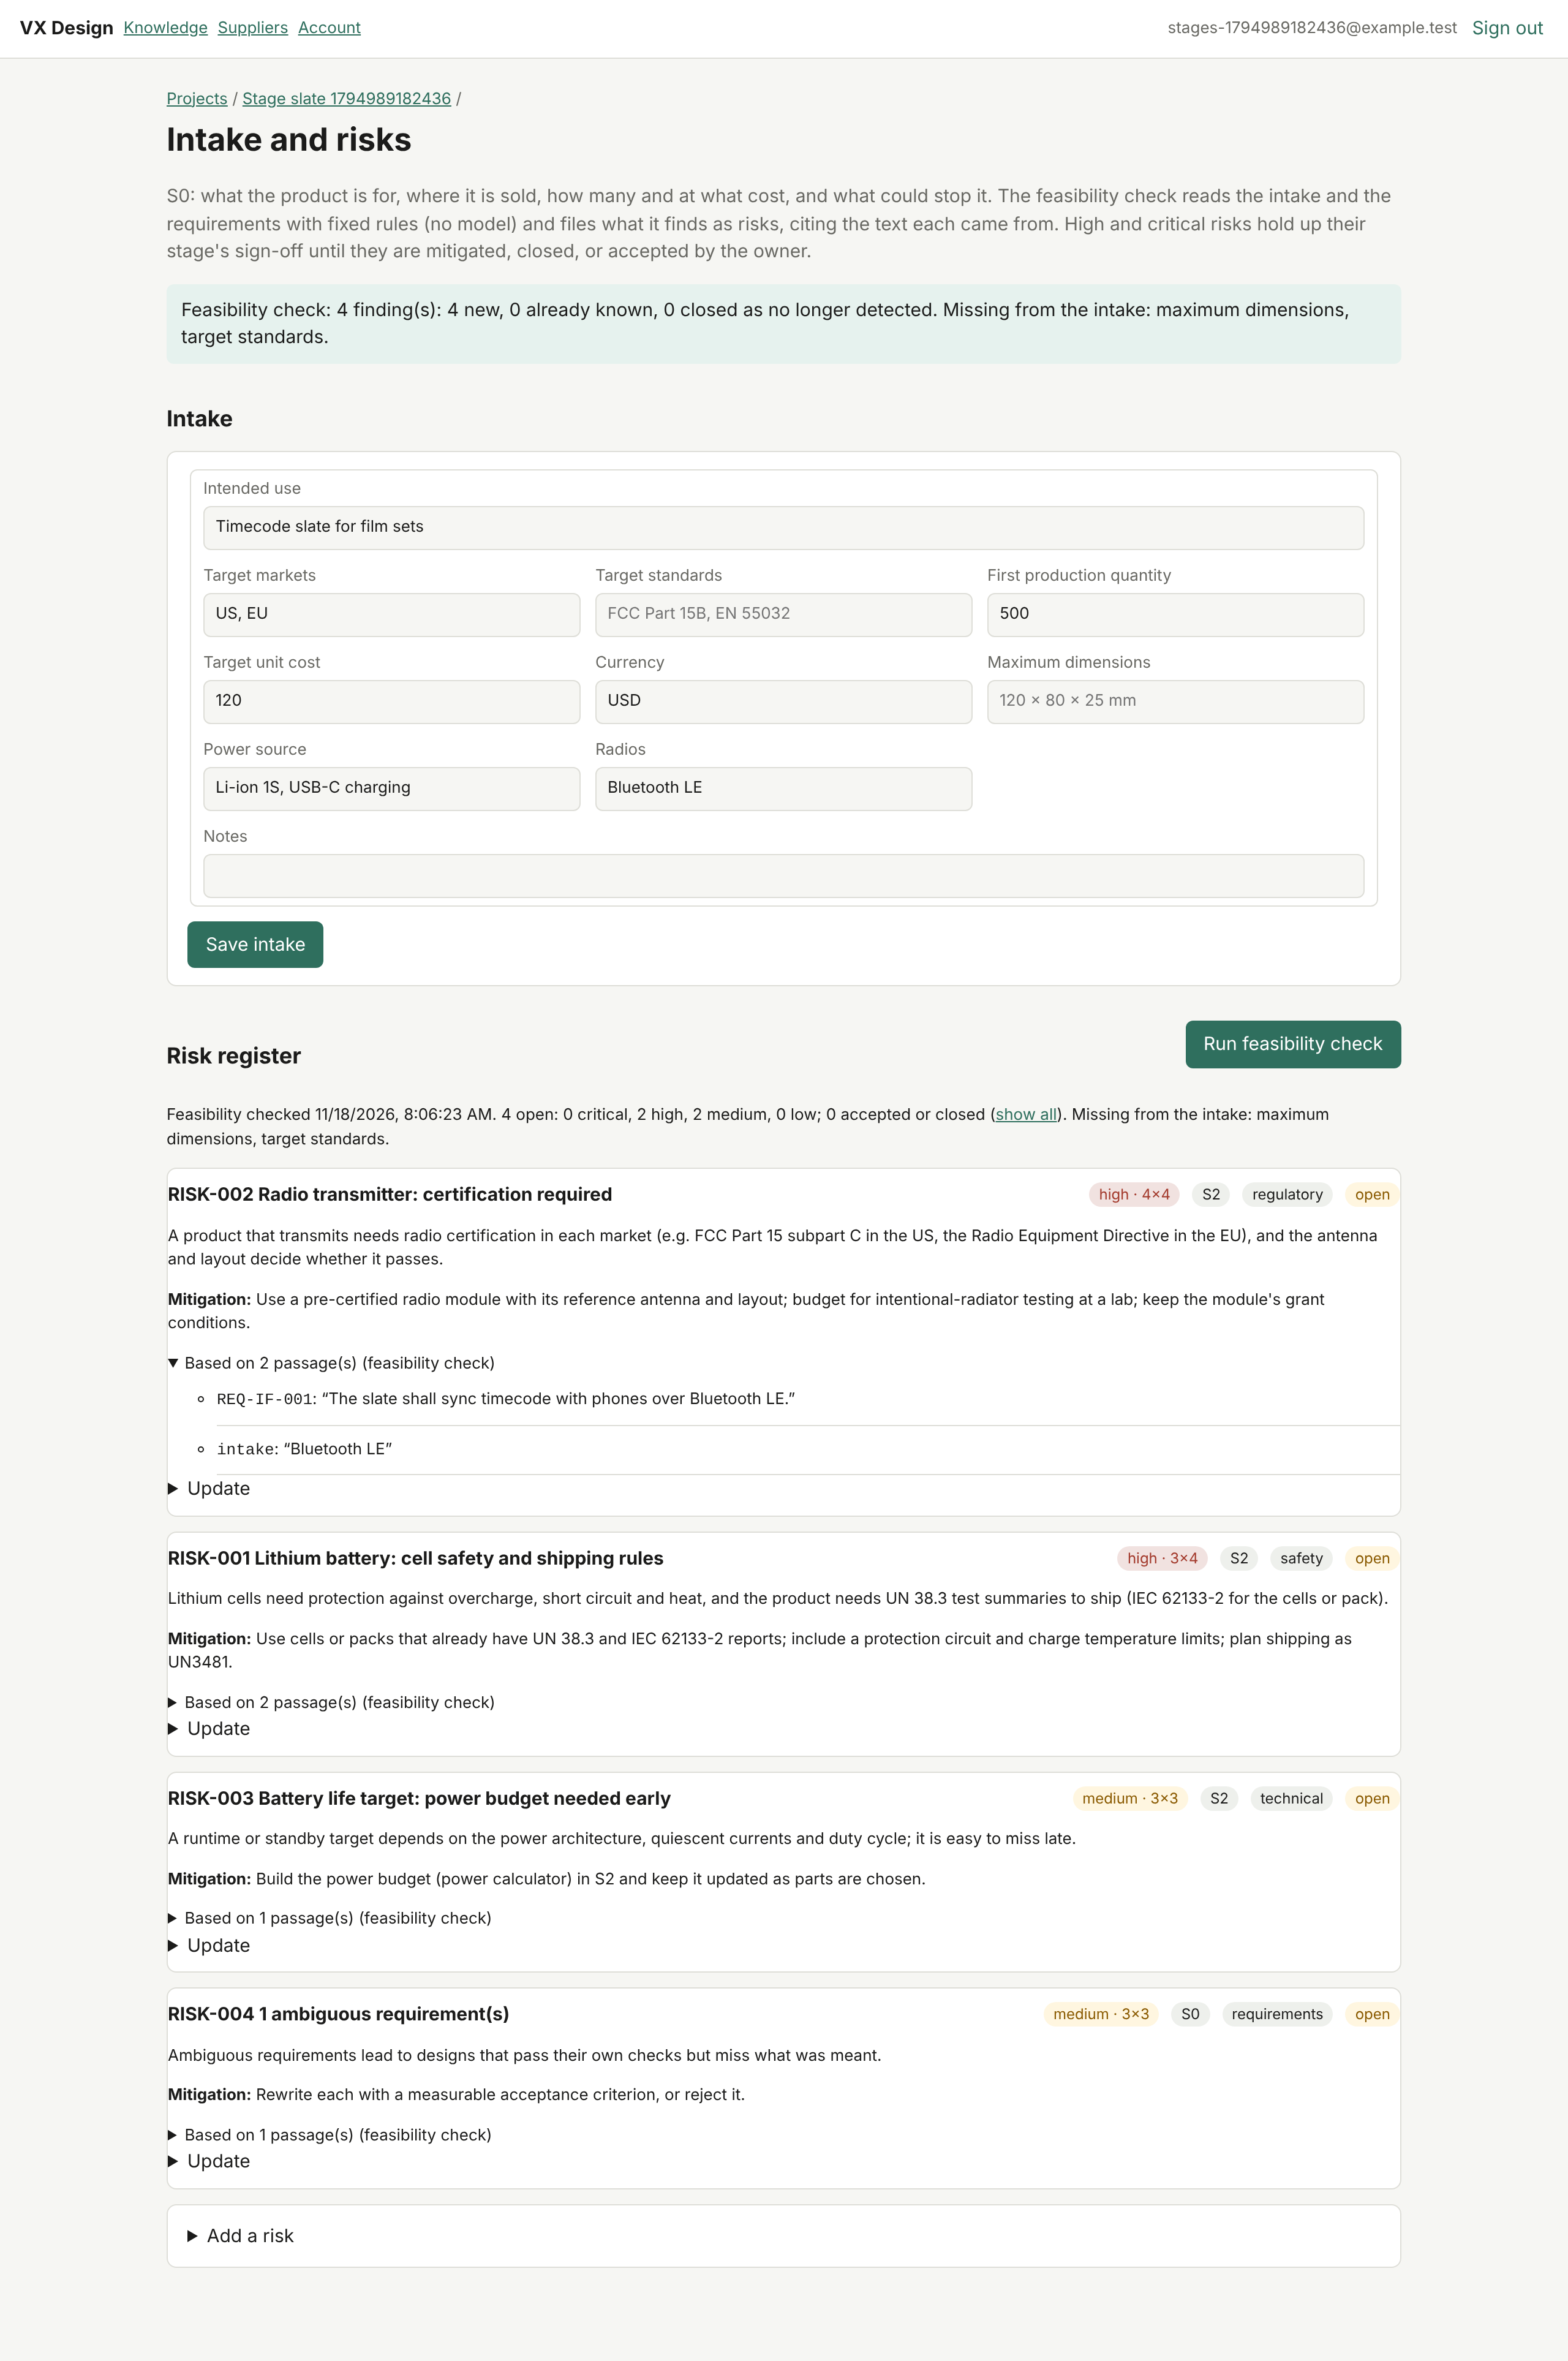 VX Design Knowledge Suppliers Account stages-1794989182436@example.test Sign out
Projects / Stage slate 1794989182436 /
Intake and risks
S0: what the product is for, where it is sold, how many and at what cost, and what could stop it. The feasibility check reads the intake and the
requirements with fixed rules (no model) and files what it finds as risks, citing the text each came from. High and critical risks hold up their
stage's sign-off until they are mitigated, closed, or accepted by the owner.
Feasibility check: 4 finding(s): 4 new, 0 already known, 0 closed as no longer detected. Missing from the intake: maximum dimensions,
target standards.
Intake
Intended use
Timecode slate for film sets
Target markets Target standards First production quantity
US, EU FCC Part 15B, EN 55032 500
Target unit cost Currency Maximum dimensions
120 USD 120 × 80 × 25 mm
Power source Radios
Li-ion 1S, USB-C charging Bluetooth LE
Notes
Save intake
Risk register Run feasibility check
Feasibility checked 11/18/2026, 8:06:23 AM. 4 open: 0 critical, 2 high, 2 medium, 0 low; 0 accepted or closed (show all). Missing from the intake: maximum
dimensions, target standards.
RISK-002 Radio transmitter: certification required high · 4×4 S2 regulatory open
A product that transmits needs radio certification in each market (e.g. FCC Part 15 subpart C in the US, the Radio Equipment Directive in the EU), and the antenna
and layout decide whether it passes.
Mitigation: Use a pre-certified radio module with its reference antenna and layout; budget for intentional-radiator testing at a lab; keep the module's grant
conditions.
▼ Based on 2 passage(s) (feasibility check)
REQ-IF-001: “The slate shall sync timecode with phones over Bluetooth LE.”
intake: “Bluetooth LE”
▶ Update
RISK-001 Lithium battery: cell safety and shipping rules high · 3×4 S2 safety open
Lithium cells need protection against overcharge, short circuit and heat, and the product needs UN 38.3 test summaries to ship (IEC 62133-2 for the cells or pack).
Mitigation: Use cells or packs that already have UN 38.3 and IEC 62133-2 reports; include a protection circuit and charge temperature limits; plan shipping as
UN3481.
▶ Based on 2 passage(s) (feasibility check)
▶ Update
RISK-003 Battery life target: power budget needed early medium · 3×3 S2 technical open
A runtime or standby target depends on the power architecture, quiescent currents and duty cycle; it is easy to miss late.
Mitigation: Build the power budget (power calculator) in S2 and keep it updated as parts are chosen.
▶ Based on 1 passage(s) (feasibility check)
▶ Update
RISK-004 1 ambiguous requirement(s) medium · 3×3 S0 requirements open
Ambiguous requirements lead to designs that pass their own checks but miss what was meant.
Mitigation: Rewrite each with a measurable acceptance criterion, or reject it.
▶ Based on 1 passage(s) (feasibility check)
▶ Update
▶ Add a risk